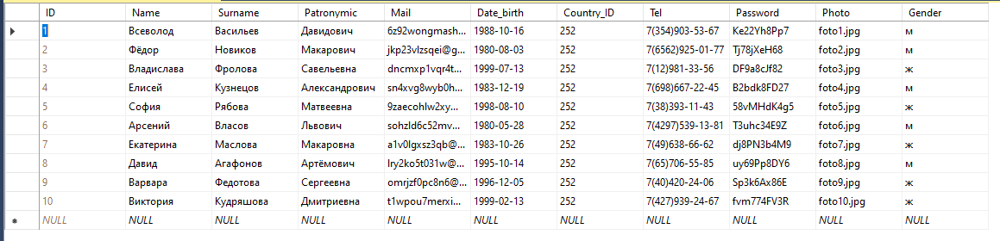 ID Name Surname Patronymic Mail Date_birth Country_ID Tel Password Photo Gender
1 Всеволод Васильев Давидович 6z92wongmash... 1988-10-16 252 7(354)903-53-67 Ke22Yh8Pp7 foto1.jpg м
2 Фёдор Новиков Макарович jkp23vlzsqei@g... 1980-08-03 252 7(6562)925-01-77 Tj78jXeH68 foto2.jpg м
3 Владислава Фролова Савельевна dncmxp1vqr4t... 1999-07-13 252 7(12)981-33-56 DF9a8cJf82 foto3.jpg ж
4 Елисей Кузнецов Александрович sn4xvg8wyb0h... 1983-12-19 252 7(698)667-22-45 B2bdk8FD27 foto4.jpg м
5 София Рябова Матвеевна 9zaecohlw2xy... 1998-08-10 252 7(38)393-11-43 58vMHdK4g5 foto5.jpg ж
6 Арсений Власов Львович sohzld6c52mv... 1980-05-28 252 7(4297)539-13-81 T3uhc34E9Z foto6.jpg м
7 Екатерина Маслова Макаровна a1v0lgxsz3qb@... 1983-10-26 252 7(49)638-66-62 dj8PN3b4M9 foto7.jpg ж
8 Давид Агафонов Артёмович lry2ko5t031w@... 1995-10-14 252 7(65)706-55-85 uy69Pp8DY6 foto8.jpg м
9 Варвара Федотова Сергеевна omrjzf0pc8n6@... 1996-12-05 252 7(40)420-24-06 Sp3k6Ax86E foto9.jpg ж
10 Виктория Кудряшова Дмитриевна t1wpou7merxi... 1999-02-13 252 7(427)939-24-67 fvm774FV3R foto10.jpg ж
NULL NULL NULL NULL NULL NULL NULL NULL NULL NULL NULL